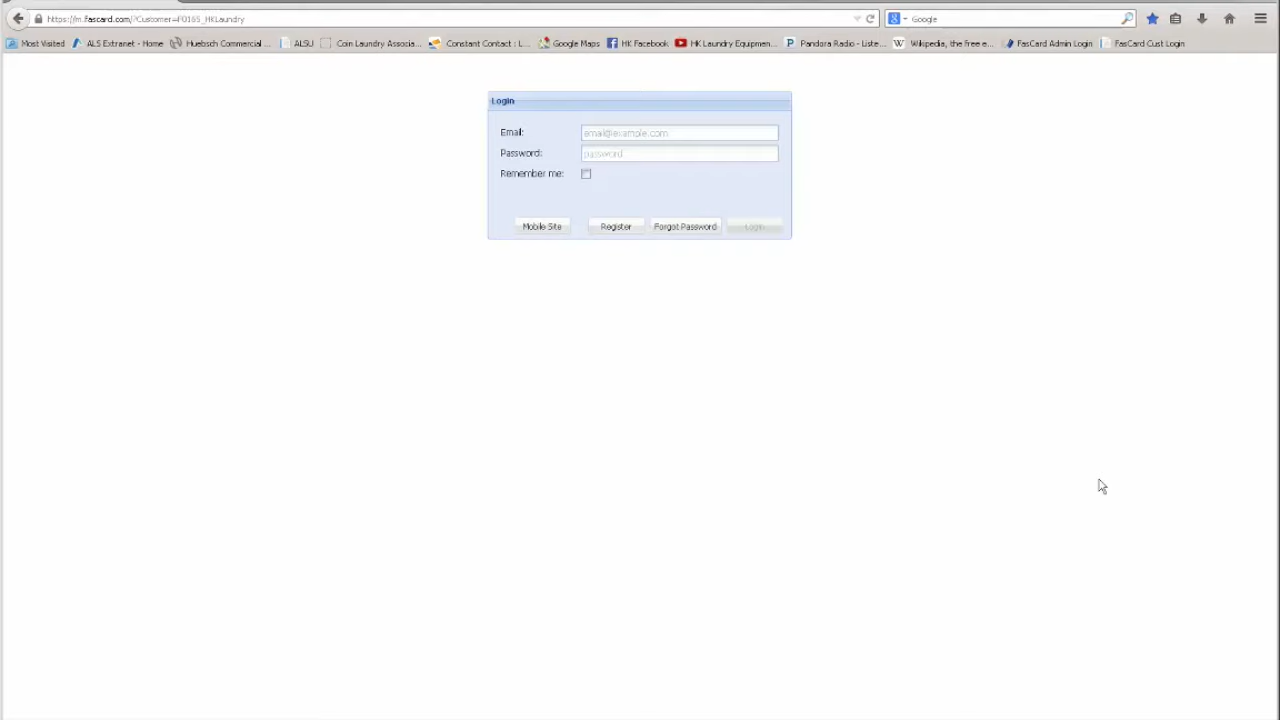 https://m.fascard.com/?Customer=F0165_HKLaundry
Google
Most Visited
ALS Extranet - Home
Huebsch Commercial ...
ALSU
Coin Laundry Associa...
Constant Contact : L...
Google Maps
HK Facebook
HK Laundry Equipmen...
Pandora Radio - Liste...
Wikipedia, the free e...
FasCard Admin Login
FasCard Cust Login
Login
Email: email@example.com
Password: password
Remember me:
Mobile Site Register Forgot Password Login